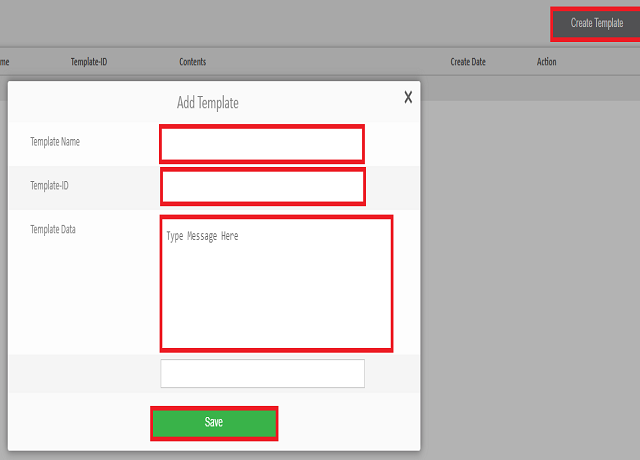 Create Template
me Template-ID Contents Create Date Action
Add Template X
Template Name
Template-ID
Template Data
Type Message Here
Save